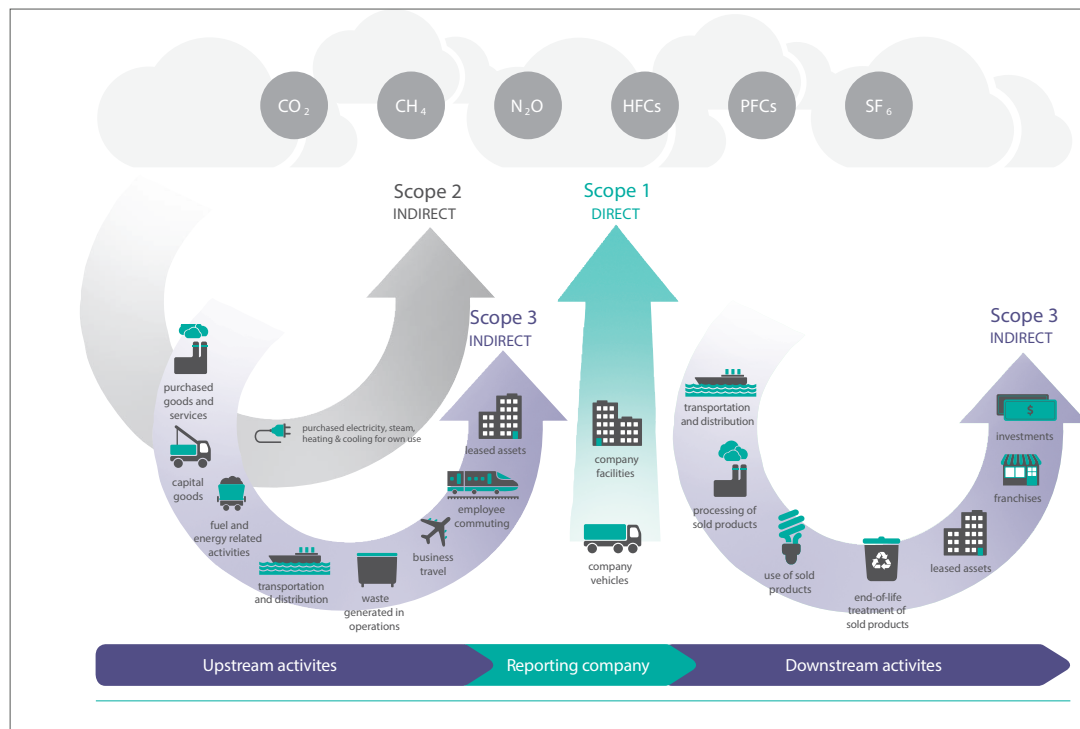 CO2
CH4
N2O
HFCs
PFCs
SF6
Scope 2
INDIRECT
Scope 1
DIRECT
Scope 3
INDIRECT
Scope 3
INDIRECT
purchased
goods and
services
capital
goods
fuel and
energy related
activities
purchased electricity, steam,
heating & cooling for own use
transportation
and distribution
waste
generated in
operations
business
travel
employee
commuting
leased assets
company
facilities
company
vehicles
transportation
and distribution
processing of
sold products
use of sold
products
end-of-life
treatment of
sold products
leased assets
franchises
$
investments
Upstream activites
Reporting company
Downstream activites